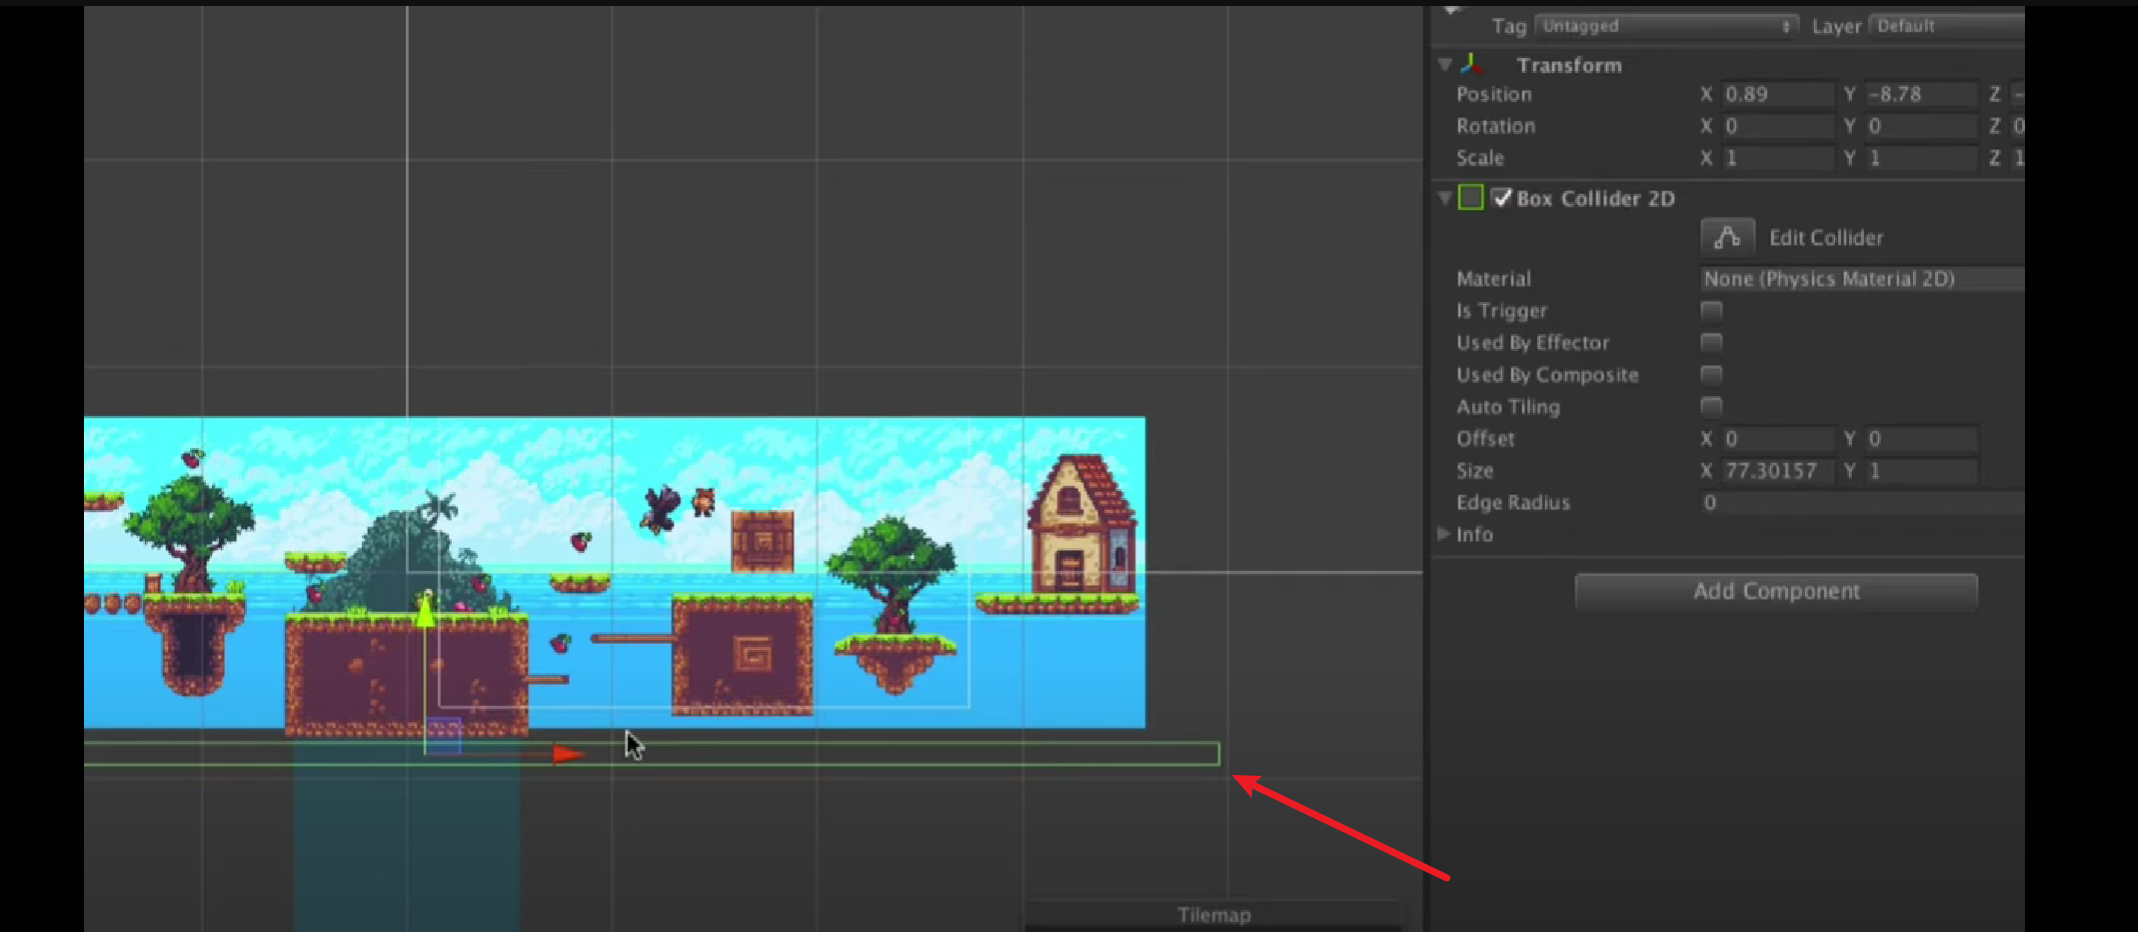 Tag Untagged Layer Default
Transform
Position X 0.89 Y -8.78 Z -
Rotation X 0 Y 0 Z 0
Scale X 1 Y 1 Z 1
Box Collider 2D
Edit Collider
Material None (Physics Material 2D)
Is Trigger
Used By Effector
Used By Composite
Auto Tiling
Offset X 0 Y 0
Size X 77.30157 Y 1
Edge Radius 0
Info
Add Component
Tilemap